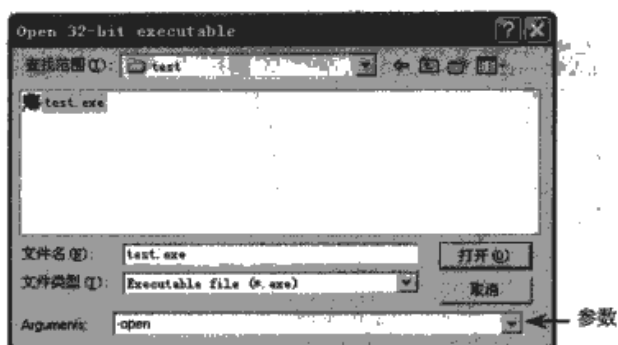 Open 32-bit executable
查找范围(I): test
test.exe
文件名(N): test.exe 打开(O)
文件类型(T): Executable file (*.exe) 取消
Arguments: -open 参数